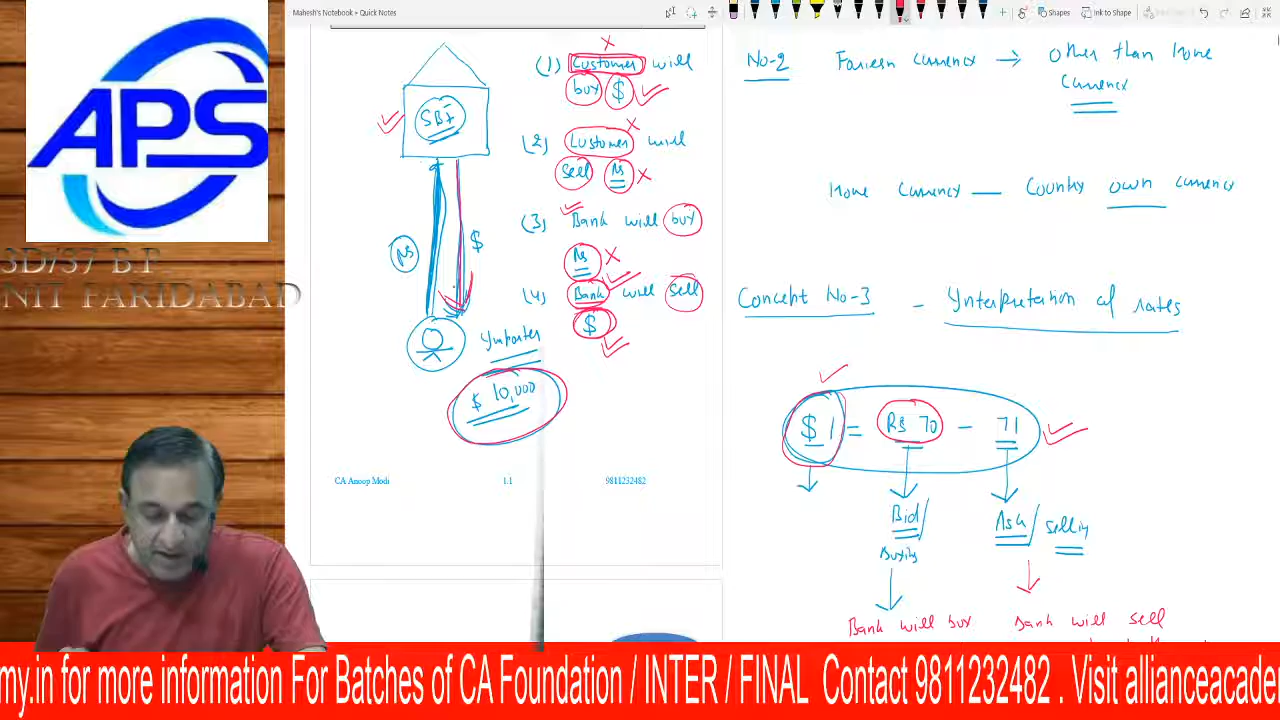 Mahesh's Notebook » Quick Notes
Shapes
Ink to Shape
APS
3D/37 B.P.
NIT FARIDABAD
SBI
Rs
$
Importer
$ 10,000
(1) Customer will
buy $
(2) Customer will
sell Rs
(3) Bank will buy
Rs
(4) Bank will sell
$
CA Anoop Modi
1.1
9811232482
No-2
Foriegn currency → other than Home
currency
Home currency — Country own currency
Concept No-3 - Interpretation of rates
$ 1 = Rs 70 - 71
Bid/
Buying
Ask/ selling
Bank will buy
Bank will sell
my.in for more information For Batches of CA Foundation / INTER / FINAL Contact 9811232482 . Visit allianceacade